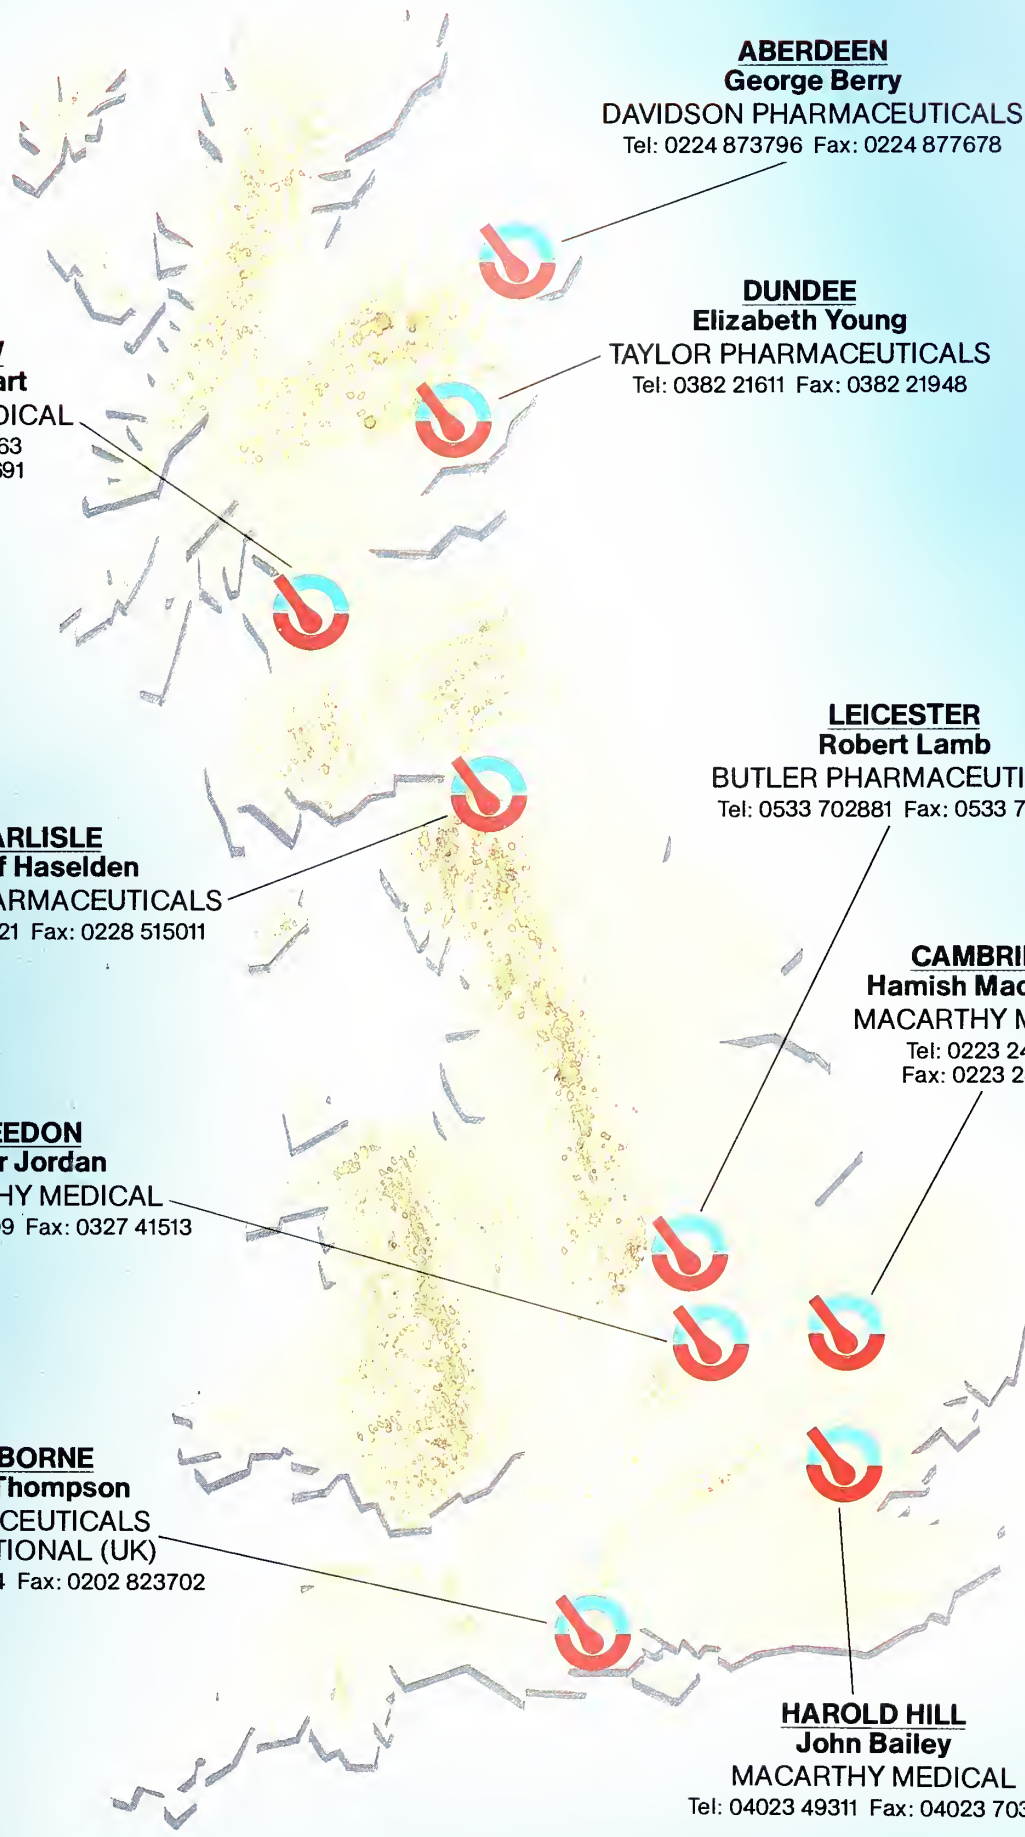 ABERDEEN
George Berry
DAVIDSON PHARMACEUTICALS
Tel: 0224 873796 Fax: 0224 877678
DUNDEE
Elizabeth Young
TAYLOR PHARMACEUTICALS
Tel: 0382 21611 Fax: 0382 21948
art
DICAL
63
691
LEICESTER
Robert Lamb
BUTLER PHARMACEUTI
Tel: 0533 702881 Fax: 0533 7
ARLISLE
f Haselden
ARMACEUTICALS
21 Fax: 0228 515011
CAMBRI
Hamish Mac
MACARTHY M
Tel: 0223 24
Fax: 0223 2
EEDON
r Jordan
HY MEDICAL
99 Fax: 0327 41513
BORNE
Thompson
CEUTICALS
TIONAL (UK)
4 Fax: 0202 823702
HAROLD HILL
John Bailey
MACARTHY MEDICAL
Tel: 04023 49311 Fax: 04023 703